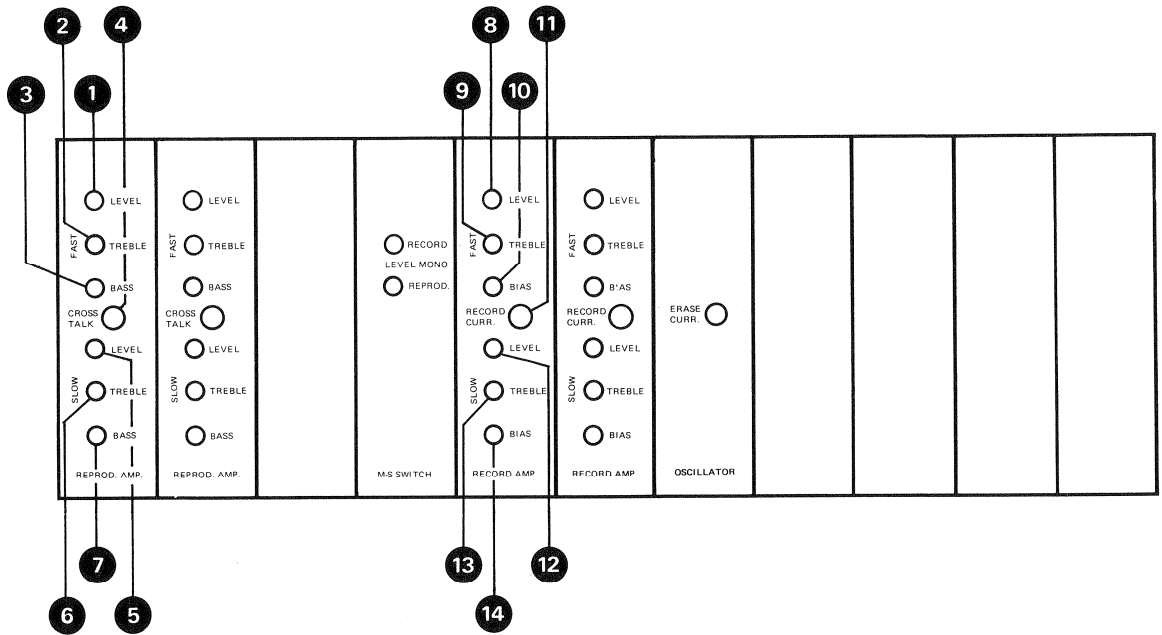 2
4
8
11
3
1
9
10
LEVEL
FAST
TREBLE
BASS
CROSS
TALK
LEVEL
SLOW
TREBLE
BASS
REPROD. AMP.
LEVEL
FAST
TREBLE
BASS
CROSS
TALK
LEVEL
SLOW
TREBLE
BASS
REPROD. AMP.
RECORD
LEVEL MONO
REPROD.
M-S SWITCH
LEVEL
FAST
TREBLE
BIAS
RECORD
CURR.
LEVEL
SLOW
TREBLE
BIAS
RECORD AMP
LEVEL
FAST
TREBLE
B'AS
RECORD
CURR.
LEVEL
SLOW
TREBLE
BIAS
RECORD AMP
ERASE
CURR.
OSCILLATOR
7
13
12
6
5
14